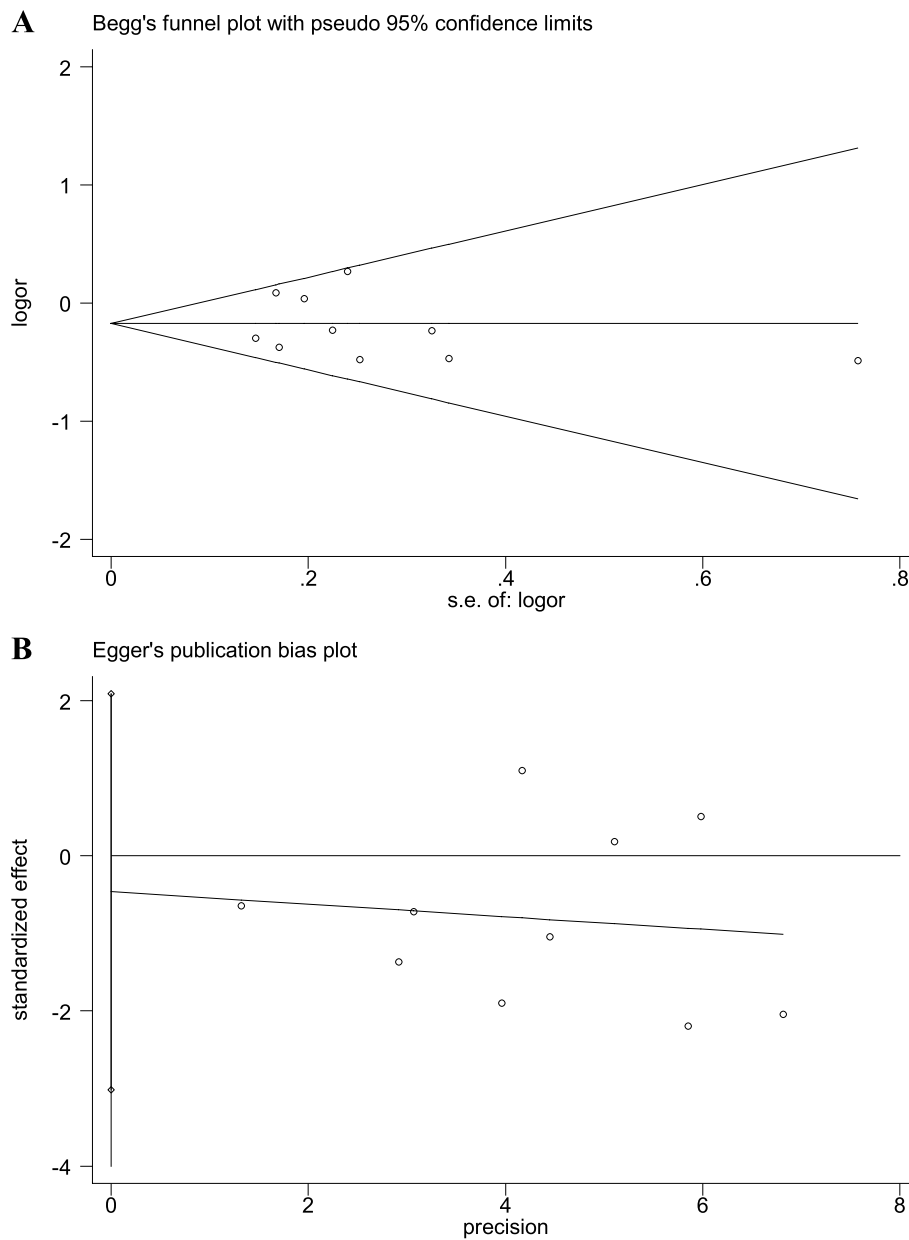 A
Begg's funnel plot with pseudo 95% confidence limits
2
1
0
-1
-2
logor
0 .2 .4 .6 .8
s.e. of: logor
B
Egger's publication bias plot
2
0
-2
-4
standardized effect
0 2 4 6 8
precision